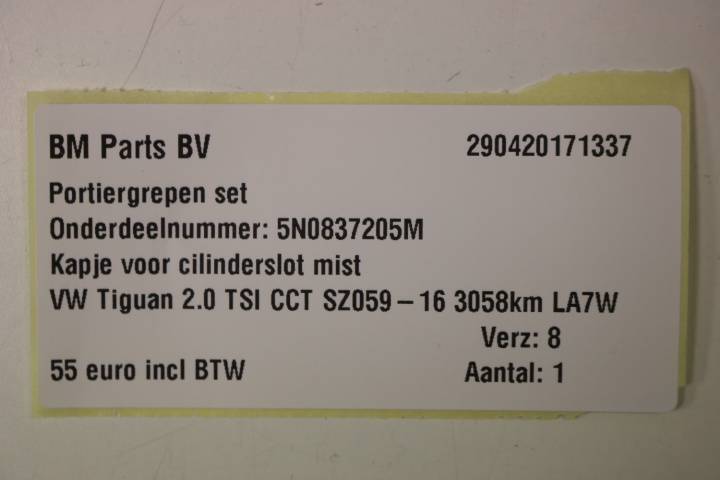 BM Parts BV 290420171337
Portiergrepen set
Onderdeelnummer: 5N0837205M
Kapje voor cilinderslot mist
VW Tiguan 2.0 TSI CCT SZ059 – 16 3058km LA7W
Verz: 8
55 euro incl BTW Aantal: 1